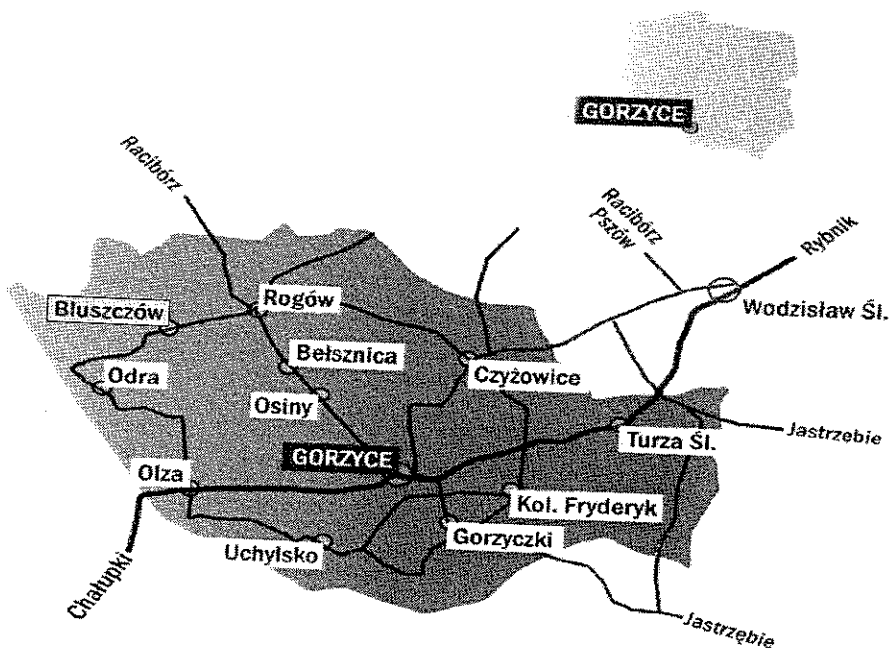 GORZYCE
Racibórz
Racibórz
Pszów
Rybnik
Wodzisław Śl.
Rogów
Bluszczów
Bełsznica
Odra
Czyżowice
Osiny
Turza Śl.
Jastrzebie
GORZYCE
Olza
Kol. Fryderyk
Gorzyczki
Uchylsko
Chałupki
Jastrzębie